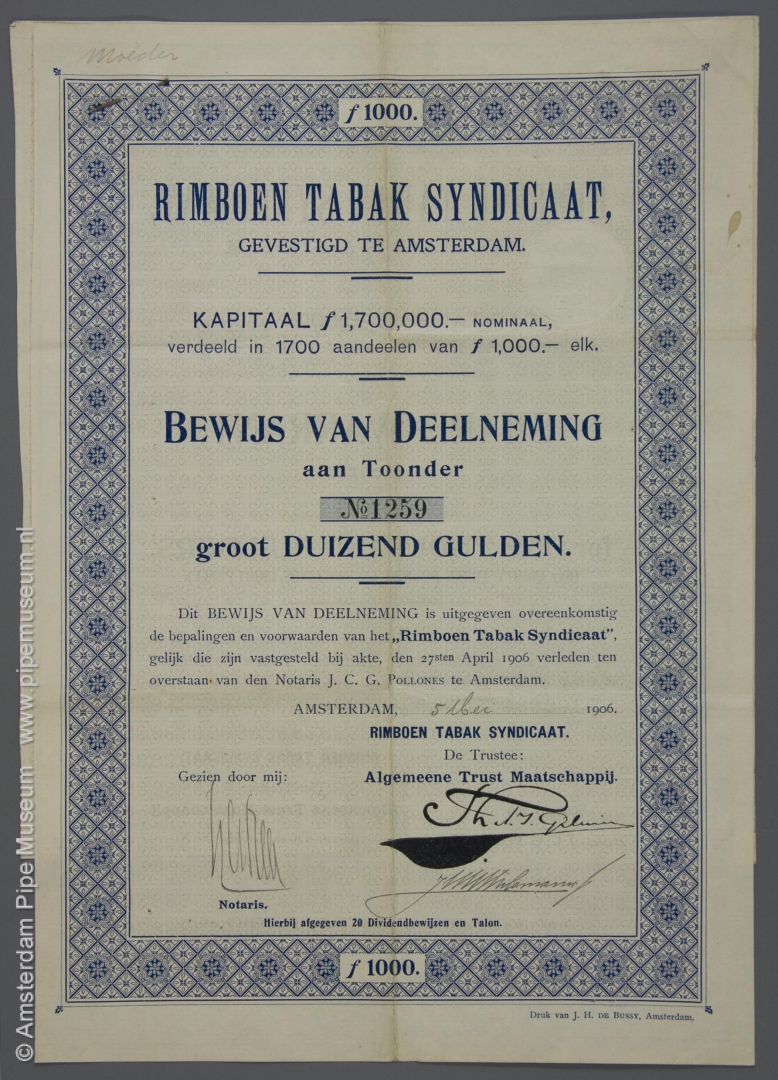 Moeder
f 1000.
RIMBOEN TABAK SYNDICAAT,
GEVESTIGD TE AMSTERDAM.
KAPITAAL f 1,700,000.— NOMINAAL,
verdeeld in 1700 aandeelen van f 1,000.— elk.
BEWIJS VAN DEELNEMING
aan Toonder
No 1259
groot DUIZEND GULDEN.
Dit BEWIJS VAN DEELNEMING is uitgegeven overeenkomstig
de bepalingen en voorwaarden van het „Rimboen Tabak Syndicaat”,
gelijk die zijn vastgesteld bij akte, den 27sten April 1906 verleden ten
overstaan van den Notaris J. C. G. POLLONES te Amsterdam.
AMSTERDAM, 5 Mei 1906.
RIMBOEN TABAK SYNDICAAT.
De Trustee:
Gezien door mij: Algemeene Trust Maatschappij.
Notaris.
Hierbij afgegeven 20 Dividendbewijzen en Talon.
f 1000.
Druk van J. H. DE BUSSY, Amsterdam.
© Amsterdam Pipe Museum www.pipemuseum.nl